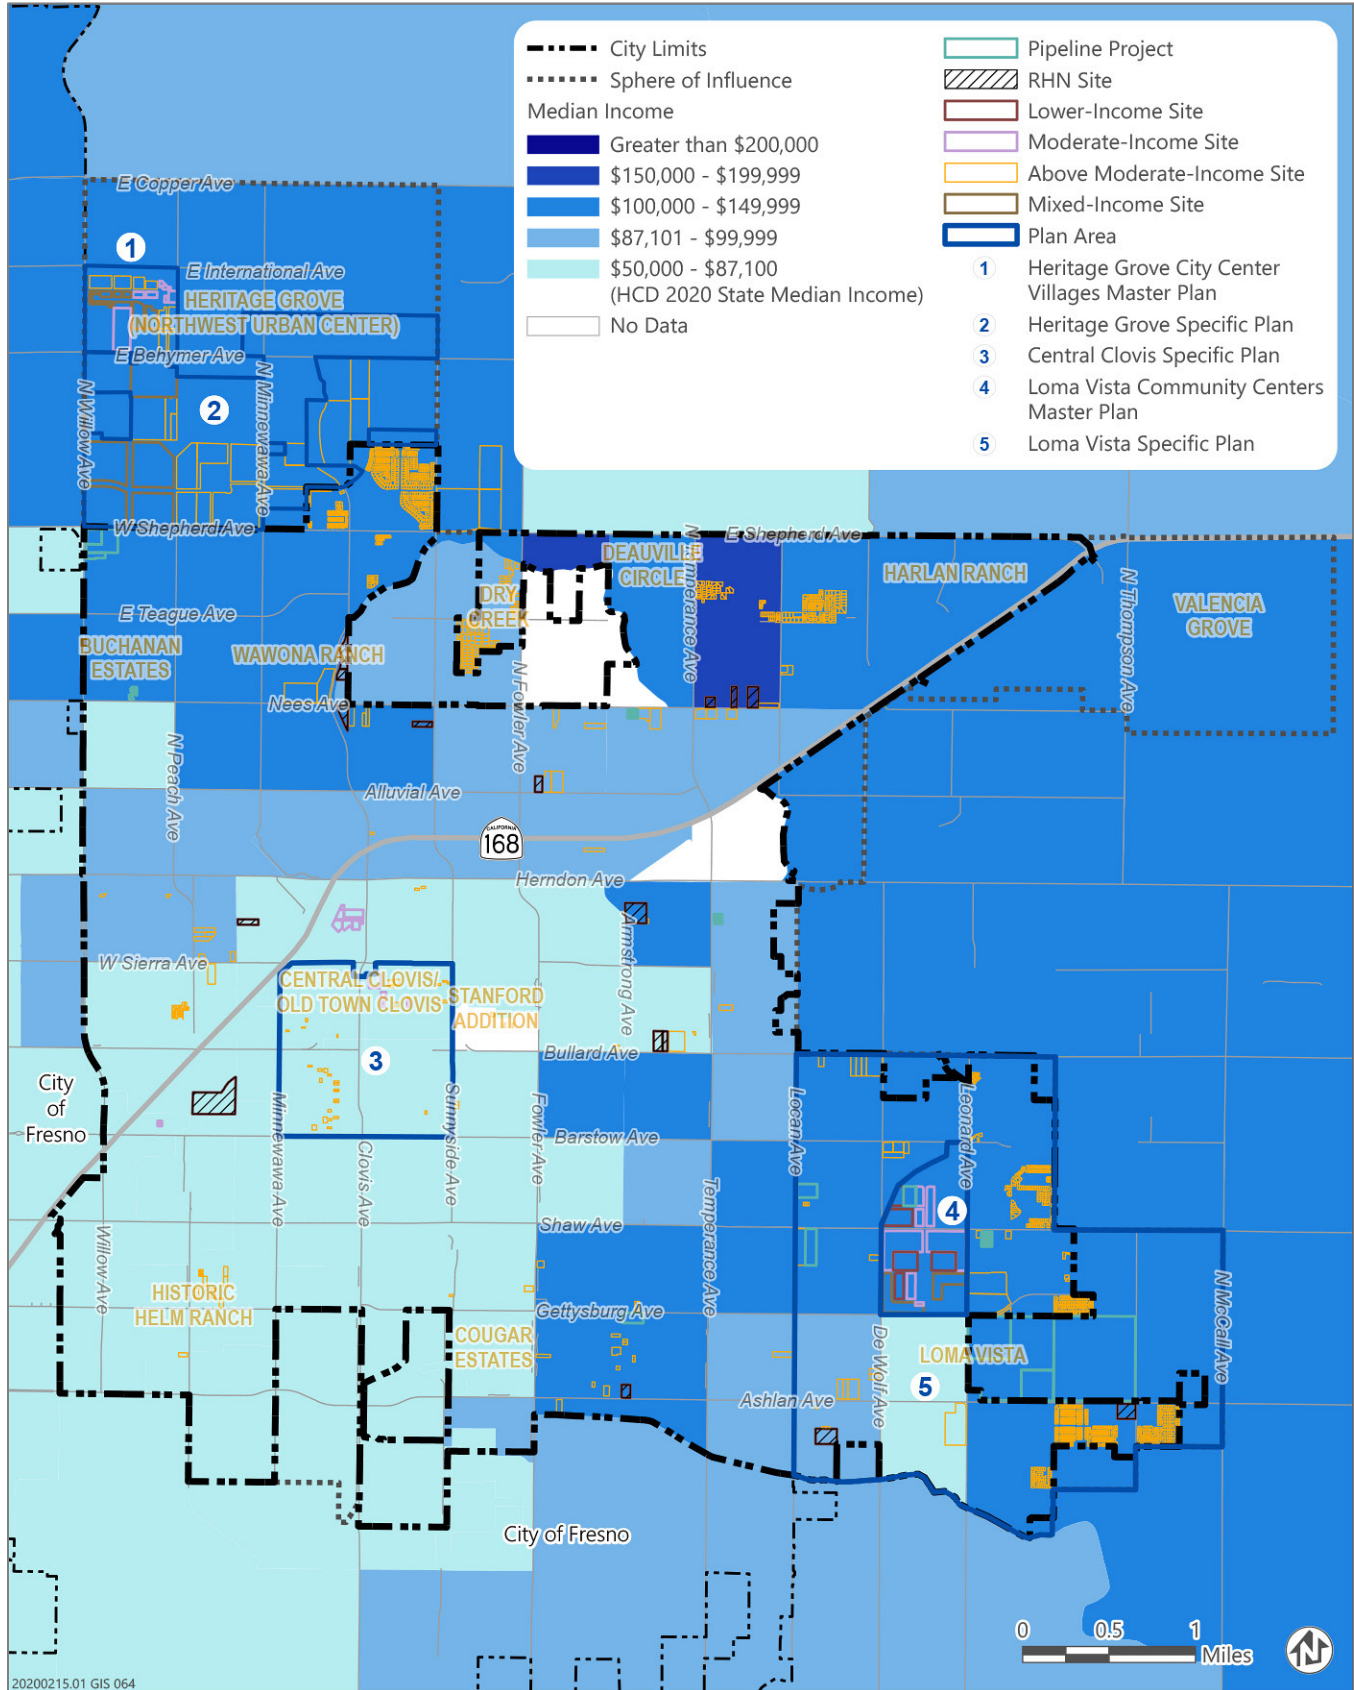 City Limits
Sphere of Influence
Median Income
Greater than $200,000
$150,000 - $199,999
$100,000 - $149,999
$87,101 - $99,999
$50,000 - $87,100
(HCD 2020 State Median Income)
No Data
Pipeline Project
RHN Site
Lower-Income Site
Moderate-Income Site
Above Moderate-Income Site
Mixed-Income Site
Plan Area
1 Heritage Grove City Center
Villages Master Plan
2 Heritage Grove Specific Plan
3 Central Clovis Specific Plan
4 Loma Vista Community Centers
Master Plan
5 Loma Vista Specific Plan
E Copper Ave
1
E International Ave
HERITAGE GROVE
(NORTHWEST URBAN CENTER)
E Behymer Ave
N Willow Ave
2
N Minnewawa Ave
W Shepherd Ave
E Shepherd Ave
DEAUVILLE
CIRCLE
N Temperance Ave
HARLAN RANCH
N Thompson Ave
VALENCIA
GROVE
DRY
CREEK
E Teague Ave
BUCHANAN
ESTATES
WAWONA RANCH
Nees Ave
N Fowler Ave
N Peach Ave
Alluvial Ave
CALIFORNIA
168
Herndon Ave
Armstrong Ave
W Sierra Ave
CENTRAL CLOVIS/
OLD TOWN CLOVIS
STANFORD
ADDITION
Bullard Ave
3
City
of
Fresno
Minnewawa Ave
Clovis Ave
Sunnyside Ave
Fowler Ave
Barstow Ave
Locan Ave
Leonard Ave
Temperance Ave
4
Shaw Ave
Willow Ave
HISTORIC
HELM RANCH
Gettysburg Ave
N McCall Ave
COUGAR
ESTATES
De Wolf Ave
LOMA VISTA
5
Ashlan Ave
City of Fresno
0 0.5 1
Miles
N
20200215.01 GIS 064